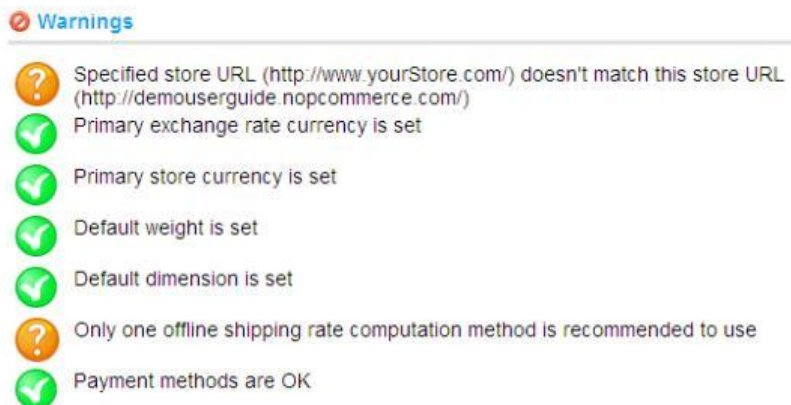 Warnings
Specified store URL (http://www.yourStore.com/) doesn't match this store URL
(http://demouserguide.nopcommerce.com/)
Primary exchange rate currency is set
Primary store currency is set
Default weight is set
Default dimension is set
Only one offline shipping rate computation method is recommended to use
Payment methods are OK